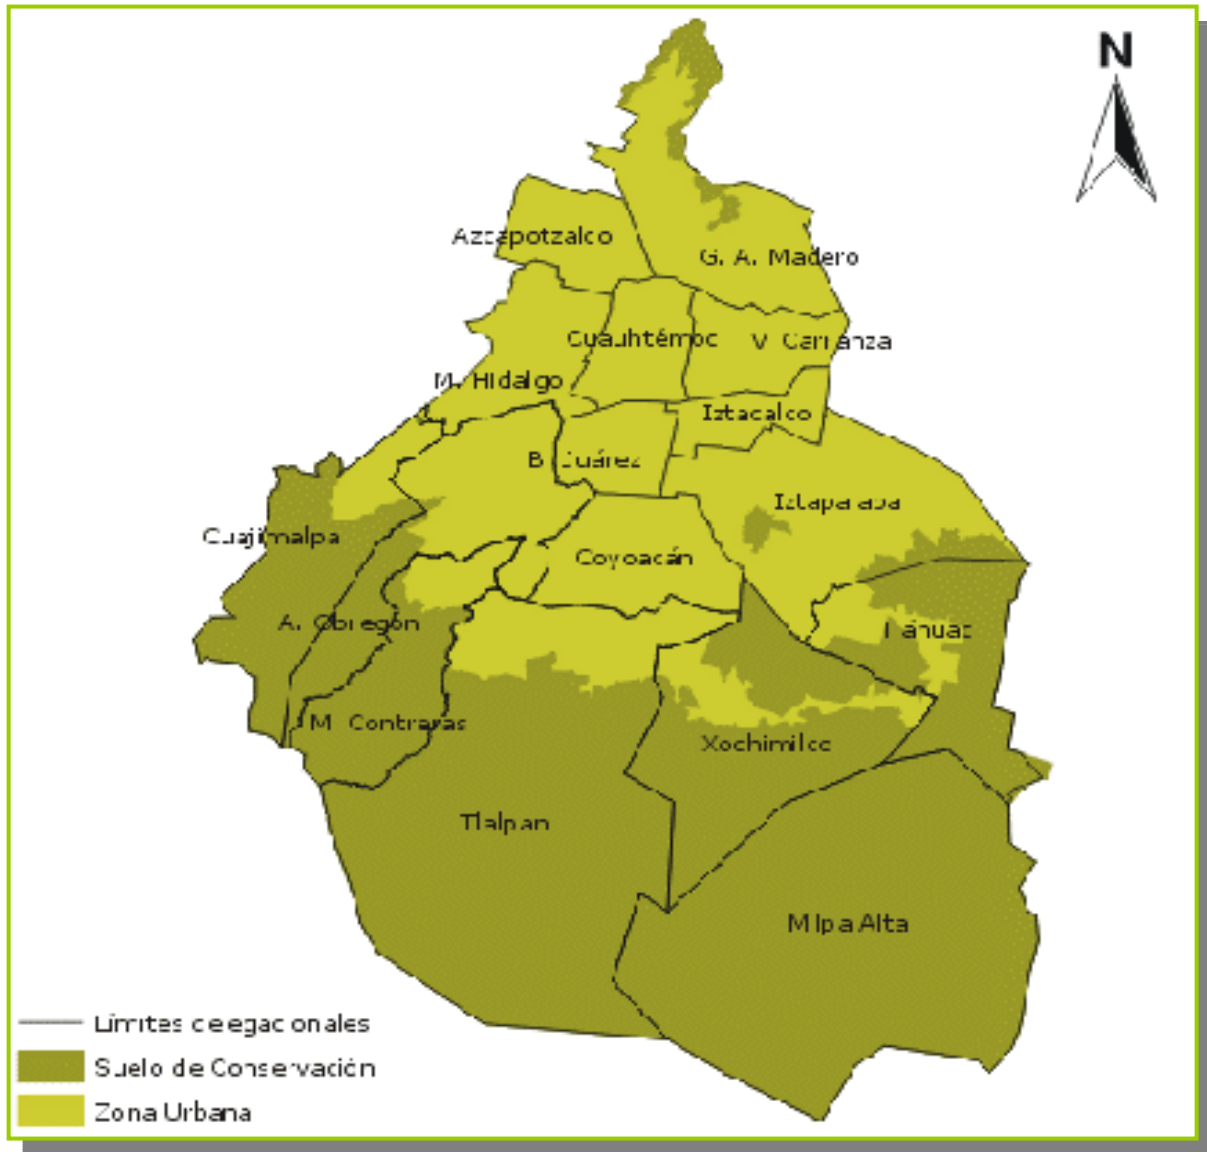 N
Azcapotzalco
G. A. Madero
Cuauhtémoc
V. Carranza
M. Hidalgo
Iztacalco
B. Juárez
Iztapalapa
Cuajimalpa
Coyoacán
A. Obregón
Tláhuac
M. Contreras
Xochimilco
Tlalpan
Milpa Alta
Límites delegacionales
Suelo de Conservación
Zona Urbana